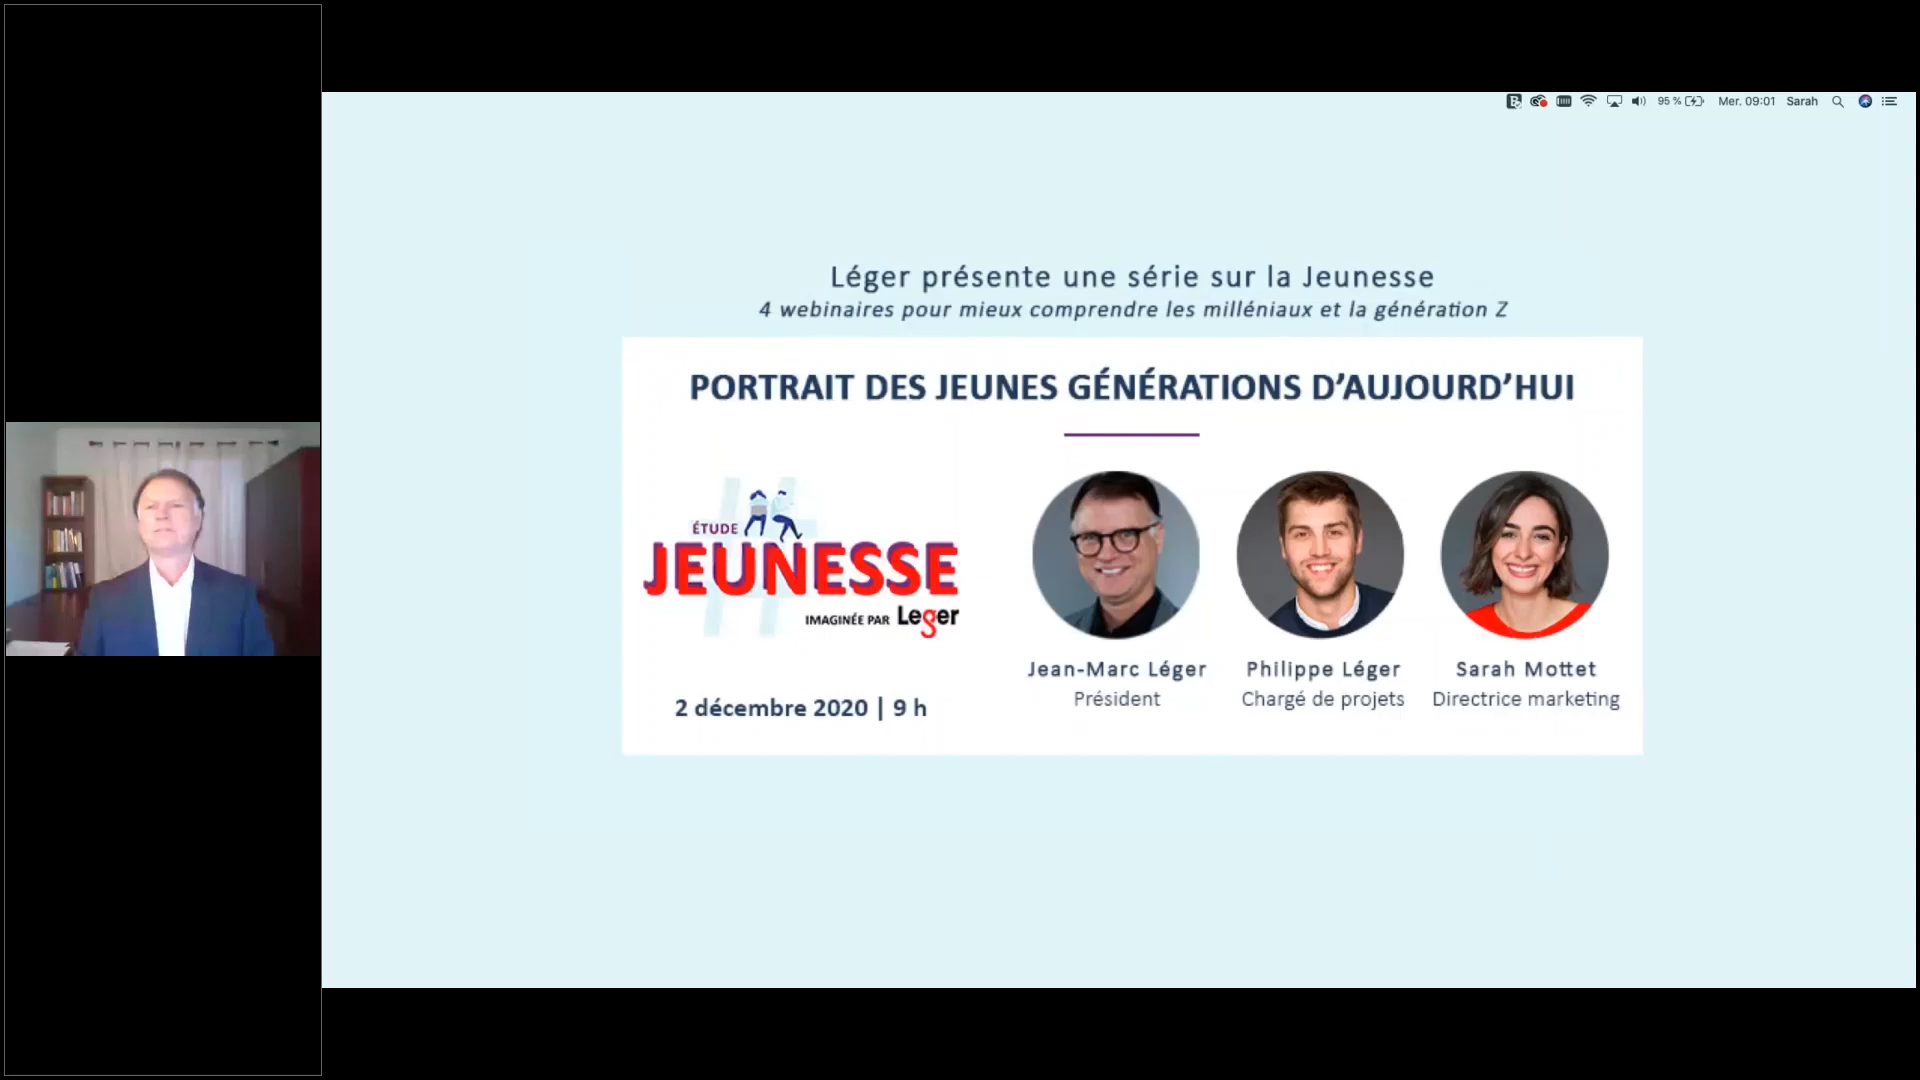 95 % Mer. 09:01 Sarah
Léger présente une série sur la Jeunesse
4 webinaires pour mieux comprendre les milléniaux et la génération Z
PORTRAIT DES JEUNES GÉNÉRATIONS D’AUJOURD’HUI
ÉTUDE
JEUNESSE
IMAGINÉE PAR Leger
2 décembre 2020 | 9 h
Jean-Marc Léger
Président
Philippe Léger
Chargé de projets
Sarah Mottet
Directrice marketing